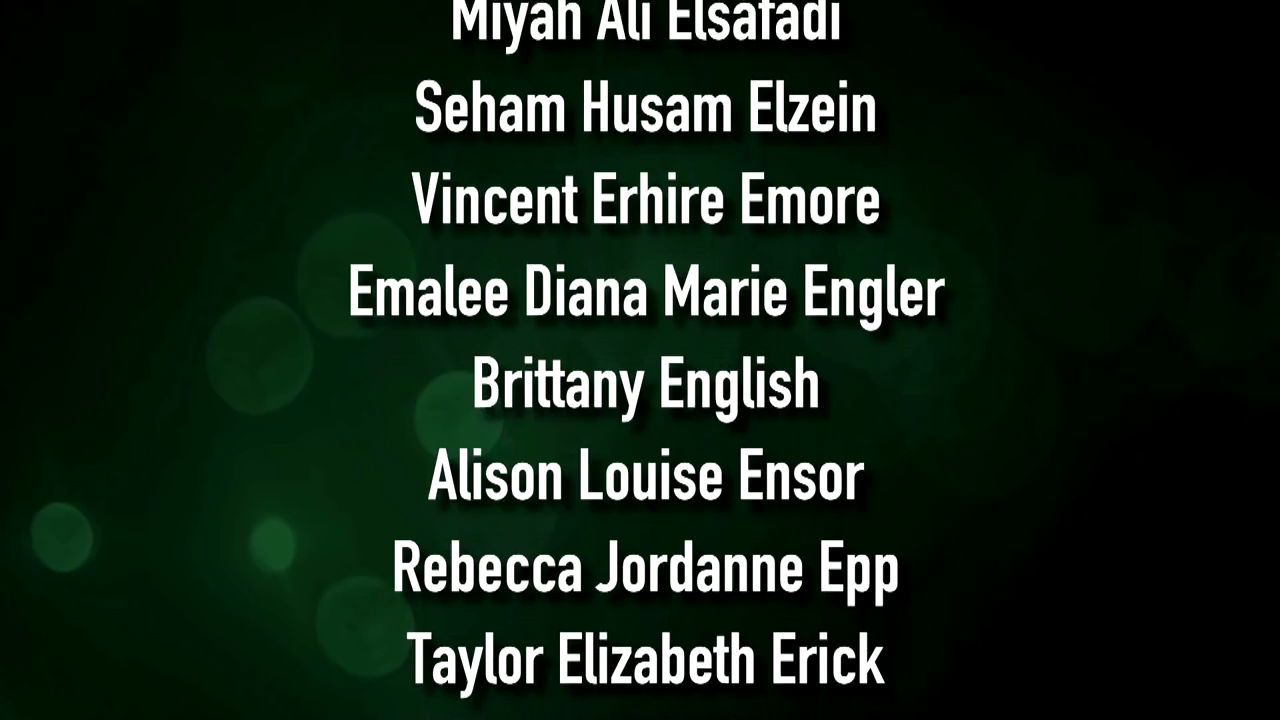 Miyah Ali Elsafadi
Seham Husam Elzein
Vincent Erhire Emore
Emalee Diana Marie Engler
Brittany English
Alison Louise Ensor
Rebecca Jordanne Epp
Taylor Elizabeth Erick